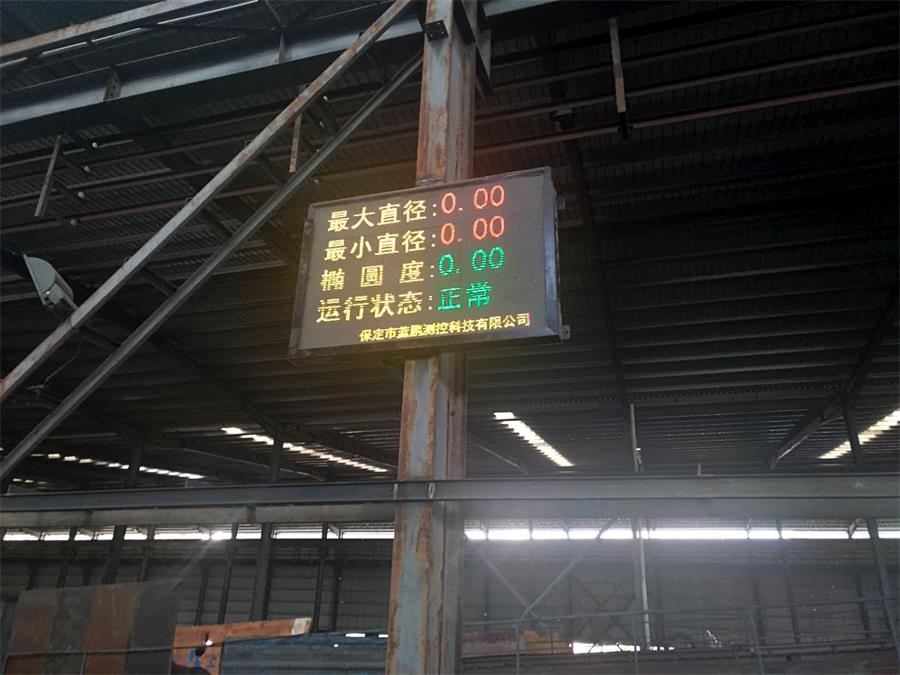 最大直径:0.00
最小直径:0.00
椭圆度:0.00
运行状态:正常
保定市蓝鹏测控科技有限公司